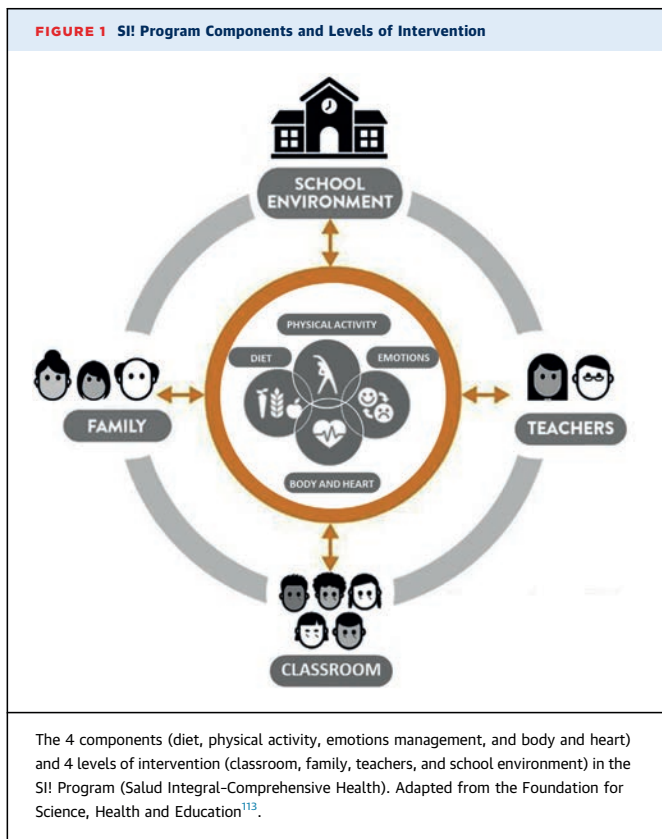 FIGURE 1 SI! Program Components and Levels of Intervention
SCHOOL
ENVIRONMENT
PHYSICAL ACTIVITY
DIET
EMOTIONS
FAMILY
TEACHERS
BODY AND HEART
CLASSROOM
The 4 components (diet, physical activity, emotions management, and body and heart)
and 4 levels of intervention (classroom, family, teachers, and school environment) in the
SI! Program (Salud Integral-Comprehensive Health). Adapted from the Foundation for
Science, Health and Education113.